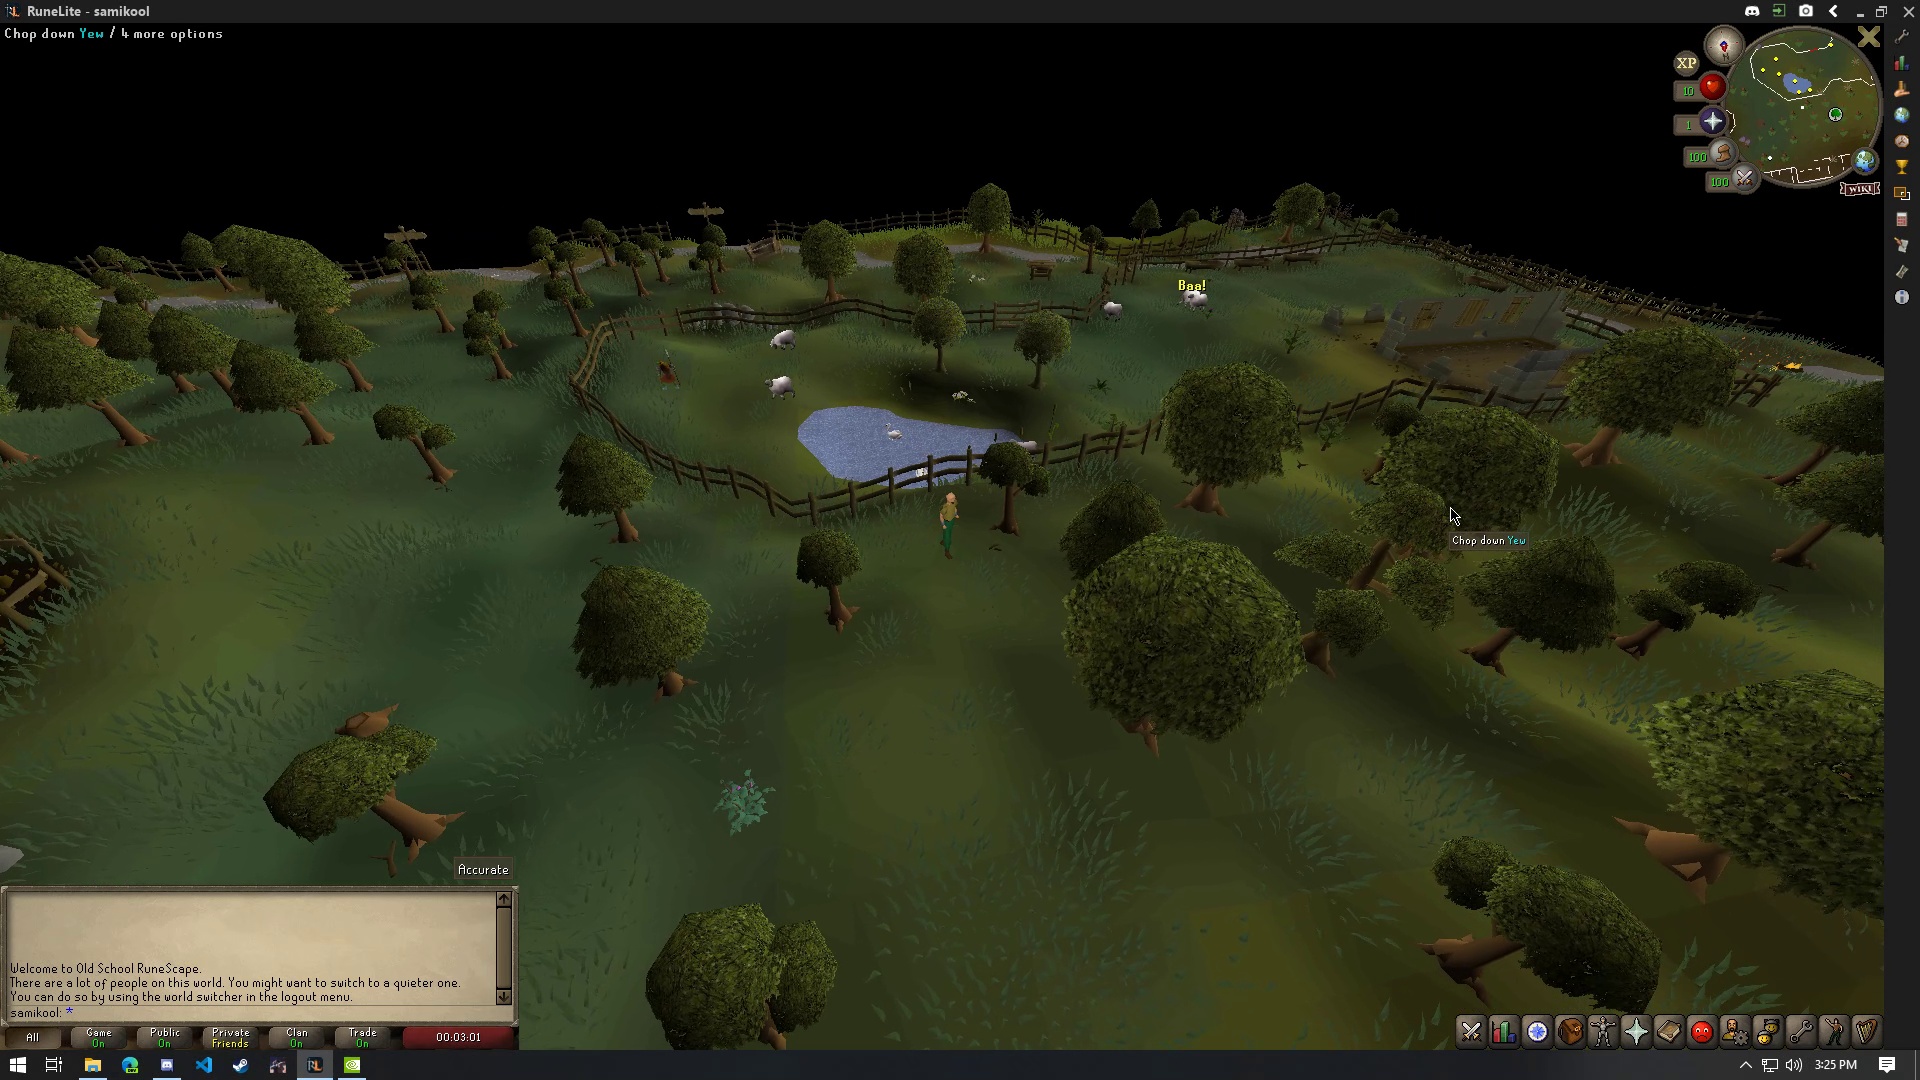 RuneLite - samikool
Chop down Yew / 4 more options
XP
10
1
100
100
WIKI
Baa!
Chop down Yew
Accurate
Welcome to Old School RuneScape.
There are a lot of people on this world. You might want to switch to a quieter one.
You can do so by using the world switcher in the logout menu.
samikool: *
All
Game
On
Public
On
Private
Friends
Clan
On
Trade
On
00:03:01
3:25 PM